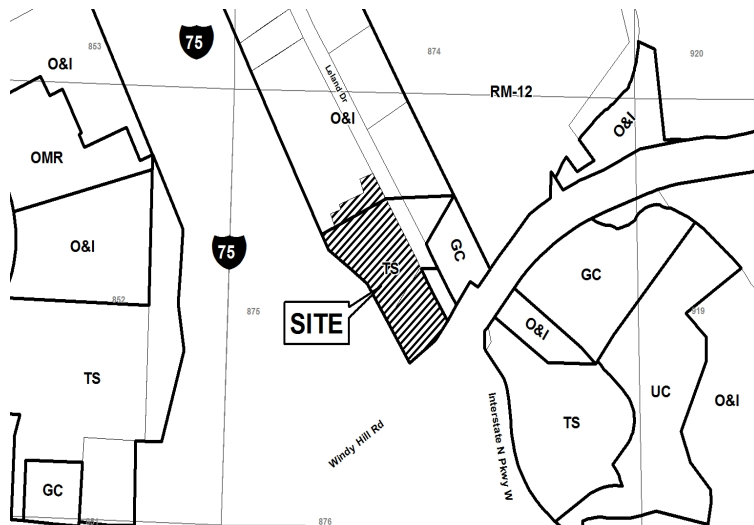 853
O&I
75
874
920
RM-12
Leland Dr
O&I
O&I
OMR
O&I
75
TS
GC
GC
852
875
SITE
O&I
919
TS
UC
O&I
TS
Windy Hill Rd
Interstate N Pkwy W
GC
851
876